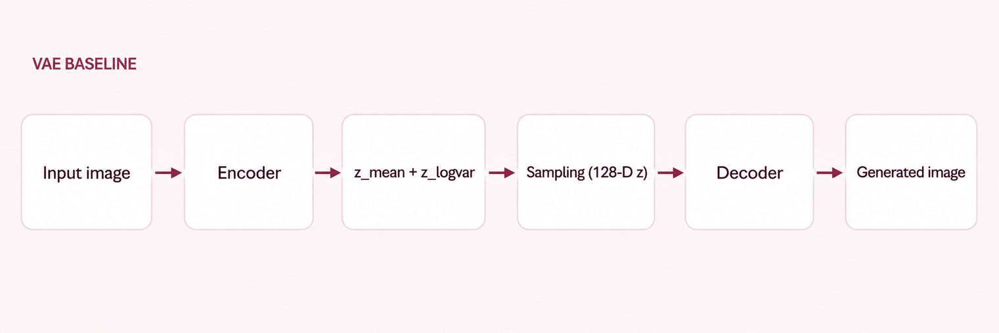 VAE BASELINE
Input image
Encoder
z_mean + z_logvar
Sampling (128-D z)
Decoder
Generated image